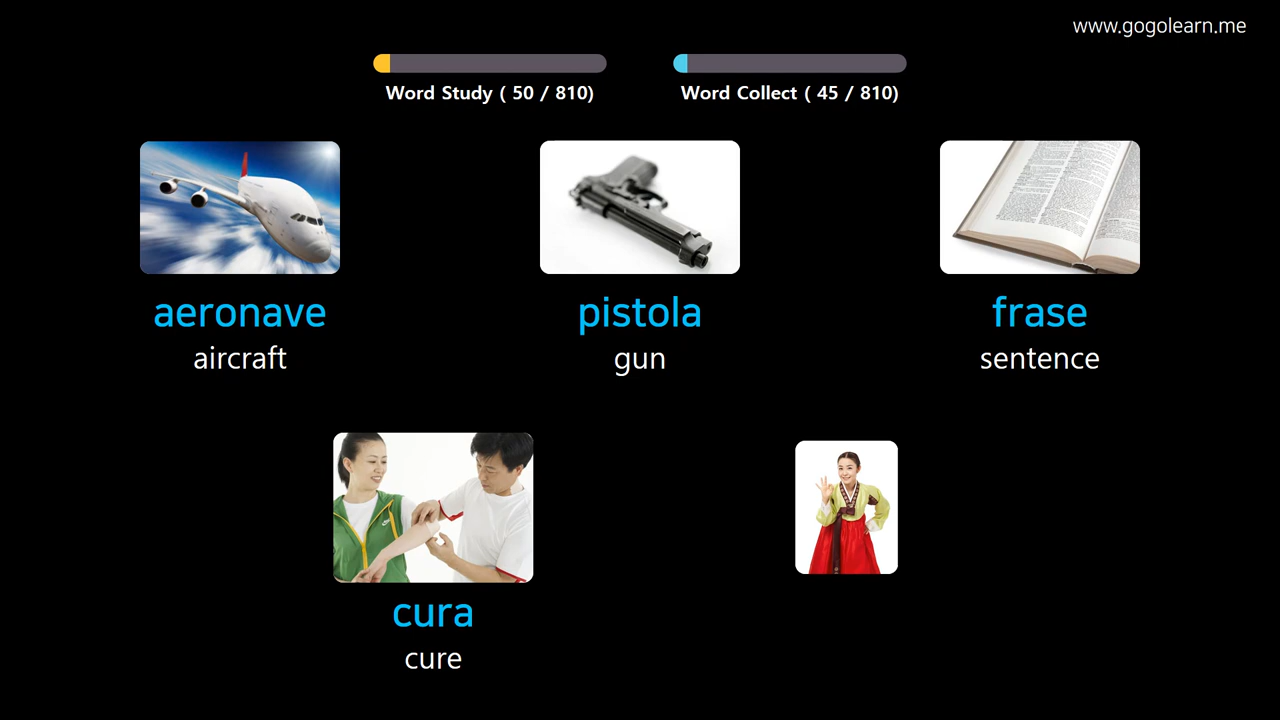 www.gogolearn.me
Word Study ( 50 / 810)
Word Collect ( 45 / 810)
aeronave
aircraft
pistola
gun
frase
sentence
cura
cure